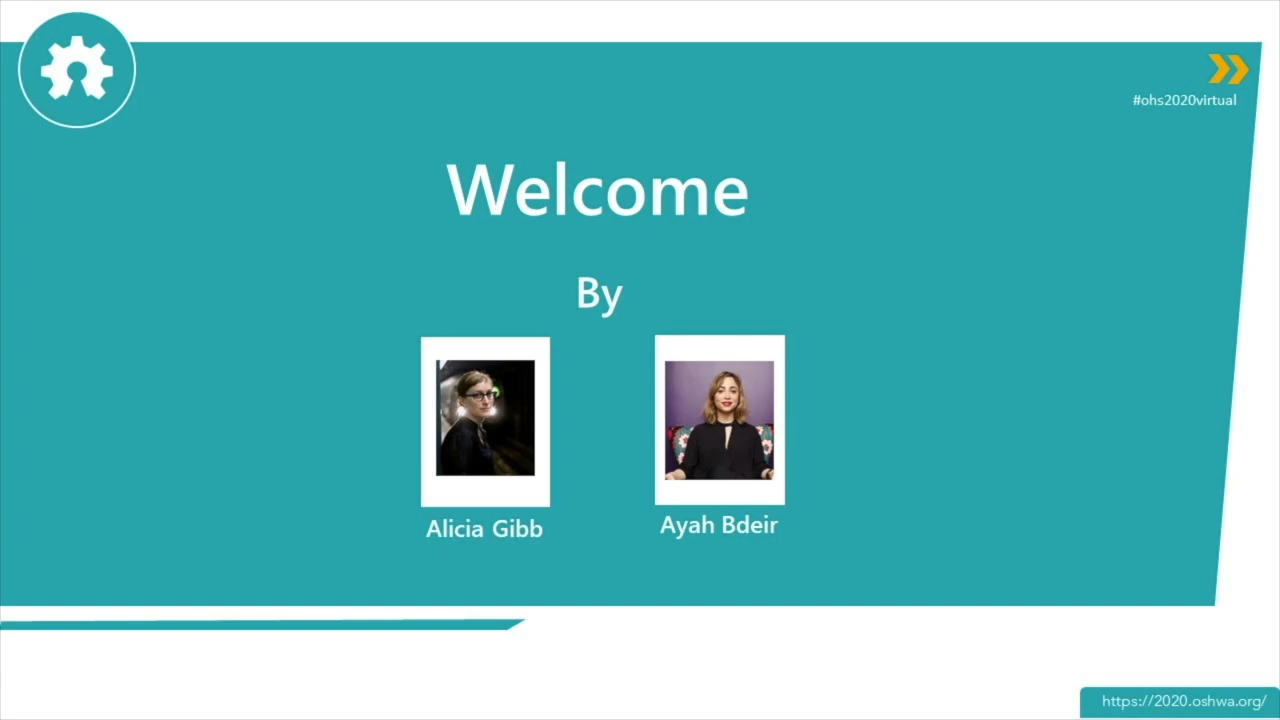 #ohs2020virtual
Welcome
By
Alicia Gibb
Ayah Bdeir
https://2020.oshwa.org/